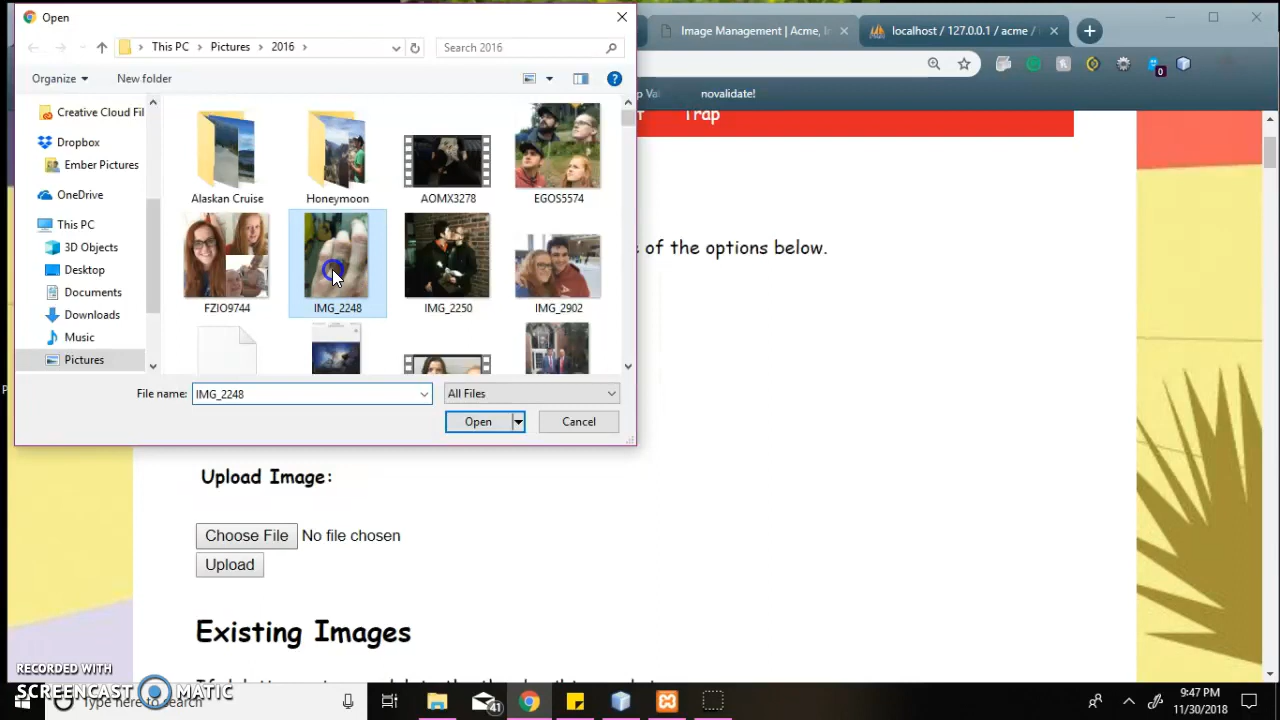 Open
Image Management | Acme, I
localhost / 127.0.0.1 / acme /
This PC
Pictures
2016
Search 2016
Organize
New folder
0
novalidate!
Trap
Creative Cloud Fil
Dropbox
Ember Pictures
OneDrive
This PC
3D Objects
Desktop
Documents
Downloads
Music
Pictures
Alaskan Cruise
Honeymoon
AOMX3278
EGOS5574
FZIO9744
IMG_2248
IMG_2250
IMG_2902
e of the options below.
File name:
IMG_2248
All Files
Open
Cancel
Upload Image:
Choose File
No file chosen
Upload
Existing Images
RECORDED WITH
SCREENCAST MATIC
Type here to search
41
9:47 PM
11/30/2018